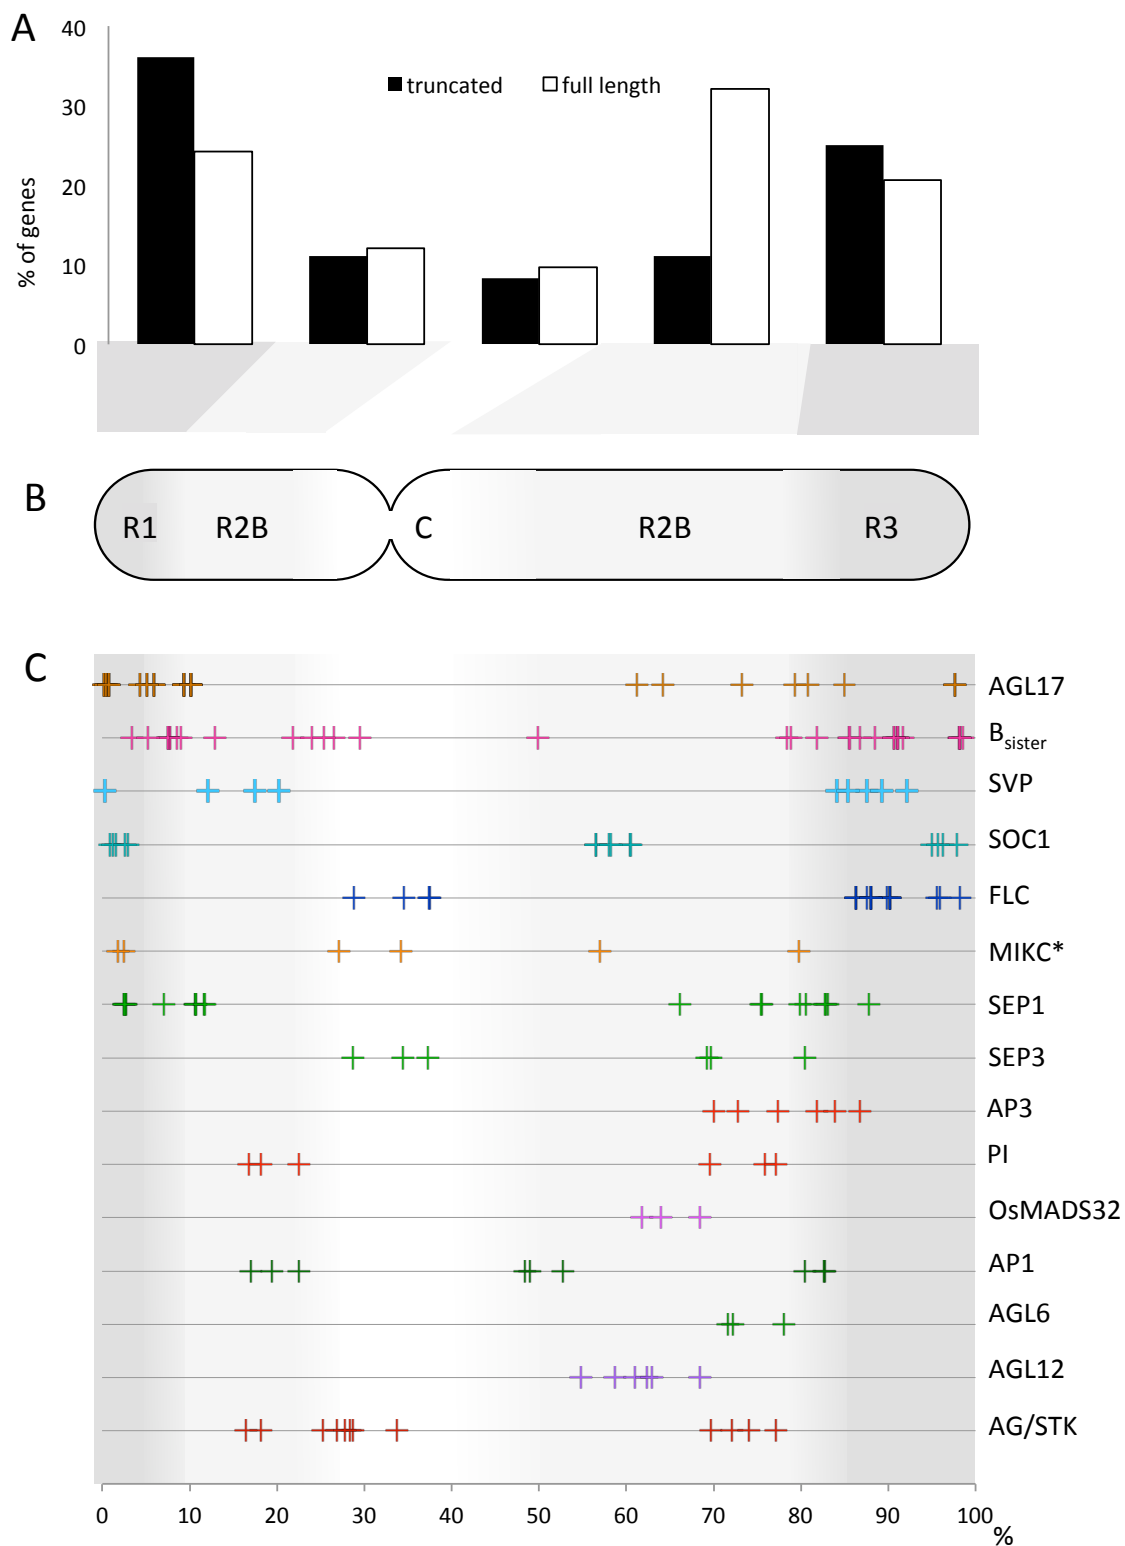 A
40
30
20
10
0
% of genes
truncated
full length
B
R1
R2B
C
R2B
R3
C
AGL17
Bsister
SVP
SOC1
FLC
MIKC*
SEP1
SEP3
AP3
PI
OsMADS32
AP1
AGL6
AGL12
AG/STK
0 10 20 30 40 50 60 70 80 90 100
%